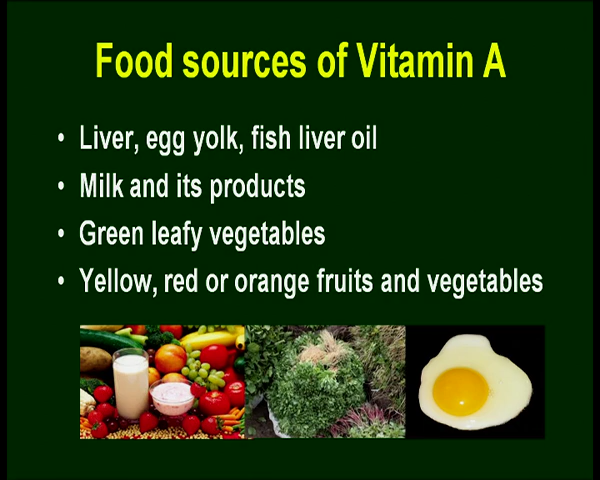 Food sources of Vitamin A
• Liver, egg yolk, fish liver oil
• Milk and its products
• Green leafy vegetables
• Yellow, red or orange fruits and vegetables